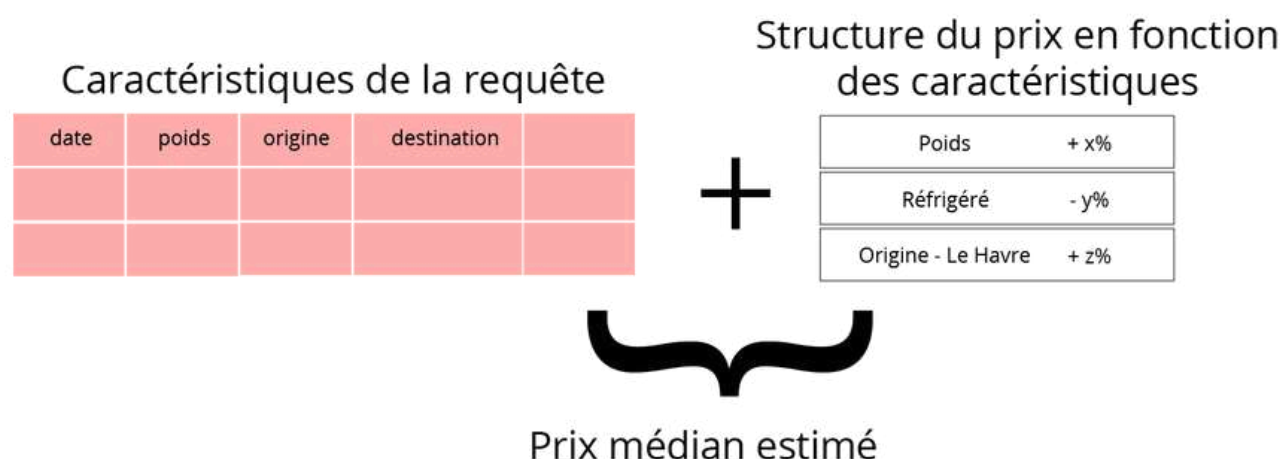 Caractéristiques de la requête
date poids origine destination
+
Structure du prix en fonction
des caractéristiques
Poids + x%
Réfrigéré - y%
Origine - Le Havre + z%
Prix médian estimé